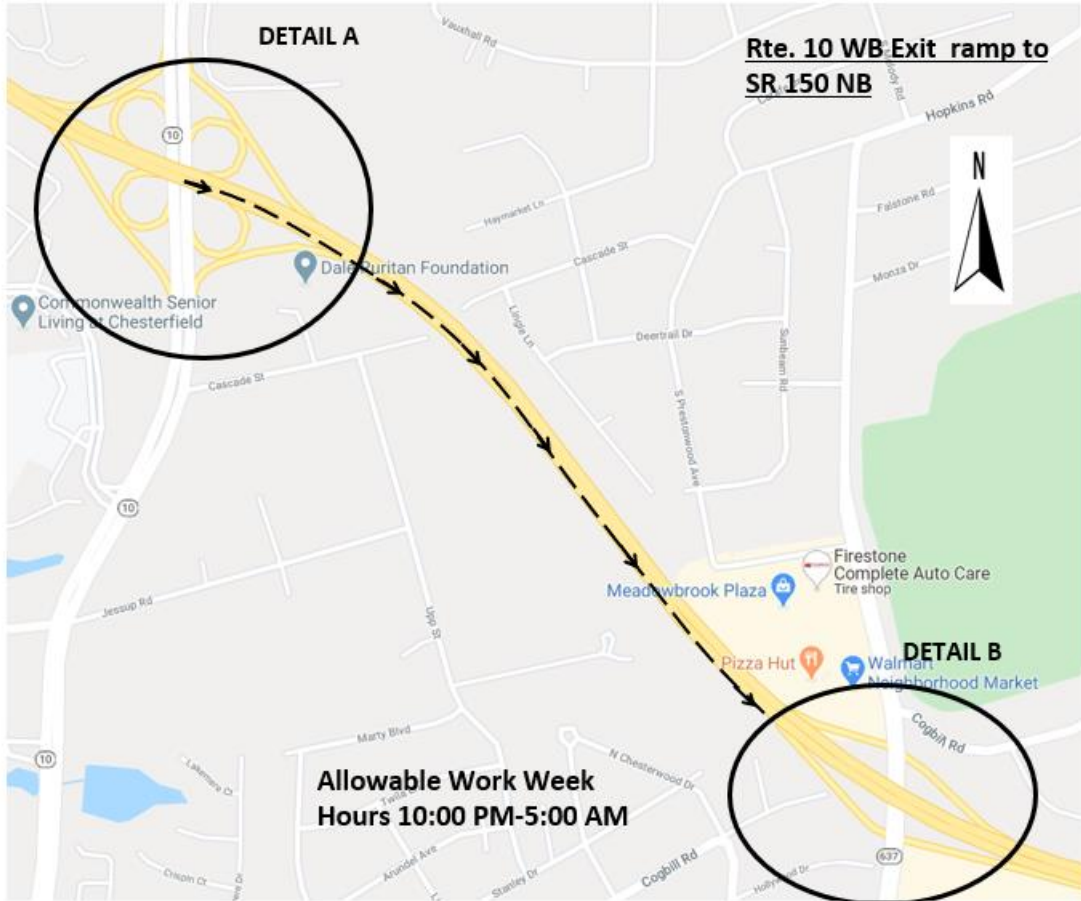 DETAIL A
Vauxhall Rd
Rte. 10 WB Exit ramp to
SR 150 NB
Hopkins Rd
10
N
Falstone Rd
Haymarket Ln
Cascade St
Monza Dr
Dale Puritan Foundation
Commonwealth Senior
Living at Chesterfield
Lingle Ln
Deertrail Dr
Sunbeam Rd
Cascade St
S Prestonwood Ave
10
Firestone
Complete Auto Care
Tire shop
Meadowbrook Plaza
Jessup Rd
Upp St
DETAIL B
Pizza Hut
Walmart
Neighborhood Market
Cogbill Rd
Marty Blvd
N Chesterwood Dr
10
Lakemere Ct
Allowable Work Week
Hours 10:00 PM-5:00 AM
Twilla
Arundel Ave
Stanley Dr
Cogbill Rd
Hollywood Dr
637
Crispin Ct